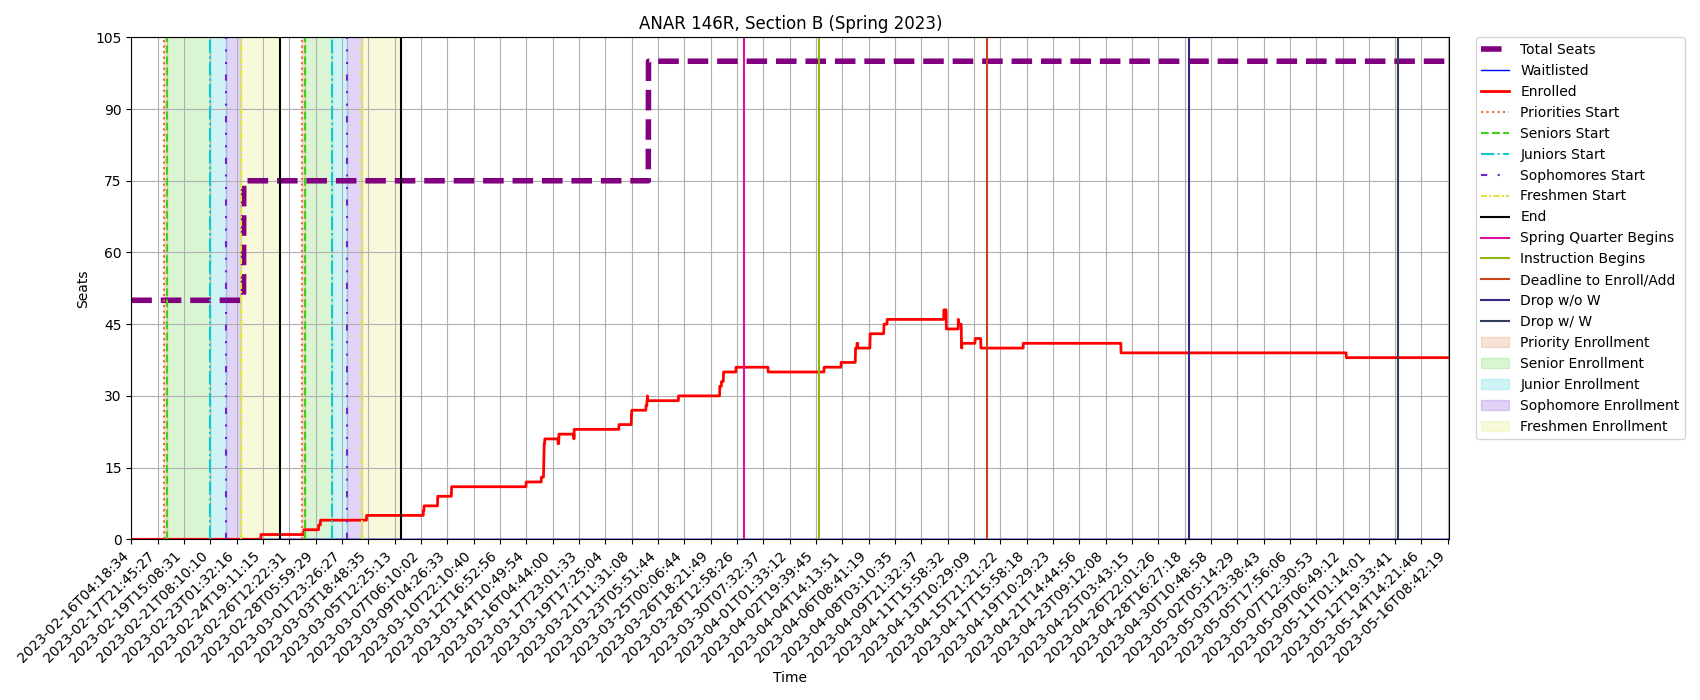 ANAR 146R, Section B (Spring 2023)
105
90
75
60
45
30
15
0
Seats
2023-02-16T04:18:34
2023-02-17T21:45:27
2023-02-19T15:08:31
2023-02-21T08:10:10
2023-02-23T01:32:16
2023-02-24T19:11:15
2023-02-26T12:22:31
2023-02-28T05:59:29
2023-03-01T23:26:27
2023-03-03T18:48:35
2023-03-05T12:25:13
2023-03-07T06:10:02
2023-03-09T04:26:33
2023-03-10T22:10:40
2023-03-12T16:52:56
2023-03-14T10:49:54
2023-03-16T04:44:00
2023-03-17T23:01:33
2023-03-19T17:25:04
2023-03-21T11:31:08
2023-03-23T05:51:44
2023-03-25T00:06:44
2023-03-26T18:21:49
2023-03-28T12:58:26
2023-03-30T07:32:37
2023-04-01T01:33:12
2023-04-02T19:39:45
2023-04-04T14:13:51
2023-04-06T08:41:19
2023-04-08T03:10:35
2023-04-09T21:32:37
2023-04-11T15:58:32
2023-04-13T10:29:09
2023-04-15T21:21:22
2023-04-17T15:58:18
2023-04-19T10:29:23
2023-04-21T14:44:56
2023-04-23T09:12:08
2023-04-25T03:43:15
2023-04-26T22:01:26
2023-04-28T16:27:18
2023-04-30T10:48:58
2023-05-02T05:14:29
2023-05-03T23:38:43
2023-05-05T17:56:06
2023-05-07T12:30:53
2023-05-09T06:49:12
2023-05-11T01:14:01
2023-05-12T19:33:41
2023-05-14T14:21:46
2023-05-16T08:42:19
Time
Total Seats
Waitlisted
Enrolled
Priorities Start
Seniors Start
Juniors Start
Sophomores Start
Freshmen Start
End
Spring Quarter Begins
Instruction Begins
Deadline to Enroll/Add
Drop w/o W
Drop w/ W
Priority Enrollment
Senior Enrollment
Junior Enrollment
Sophomore Enrollment
Freshmen Enrollment